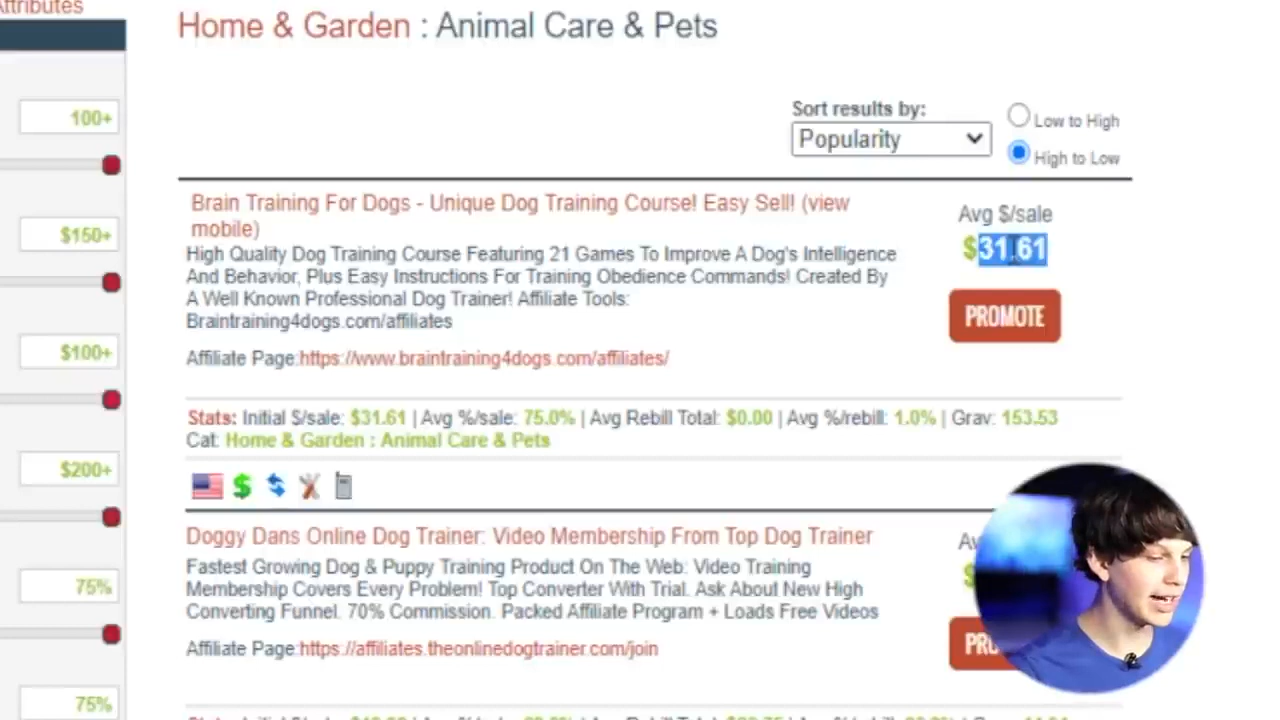 Attributes
Home & Garden : Animal Care & Pets
100+
Sort results by:
Popularity
Low to High
High to Low
$150+
Brain Training For Dogs - Unique Dog Training Course! Easy Sell! (view
mobile)
High Quality Dog Training Course Featuring 21 Games To Improve A Dog's Intelligence
And Behavior, Plus Easy Instructions For Training Obedience Commands! Created By
A Well Known Professional Dog Trainer! Affiliate Tools:
Braintraining4dogs.com/affiliates
Avg $/sale
$31.61
PROMOTE
$100+
Affiliate Page:https://www.braintraining4dogs.com/affiliates/
Stats: Initial $/sale: $31.61 | Avg %/sale: 75.0% | Avg Rebill Total: $0.00 | Avg %/rebill: 1.0% | Grav: 153.53
Cat: Home & Garden : Animal Care & Pets
$200+
Doggy Dans Online Dog Trainer: Video Membership From Top Dog Trainer
Fastest Growing Dog & Puppy Training Product On The Web: Video Training
Membership Covers Every Problem! Top Converter With Trial. Ask About New High
Converting Funnel. 70% Commission. Packed Affiliate Program + Loads Free Videos
75%
Affiliate Page:https://affiliates.theonlinedogtrainer.com/join
75%